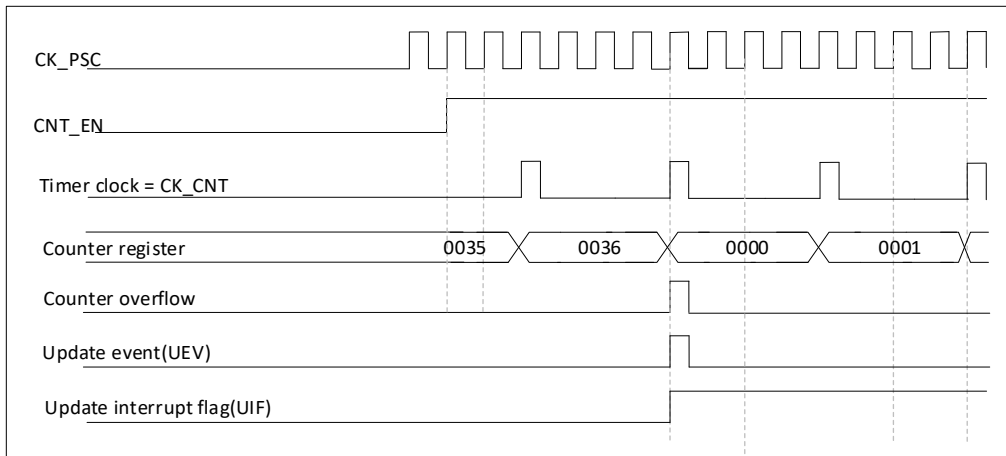 CK_PSC
CNT_EN
Timer clock = CK_CNT
Counter register 0035 0036 0000 0001
Counter overflow
Update event(UEV)
Update interrupt flag(UIF)